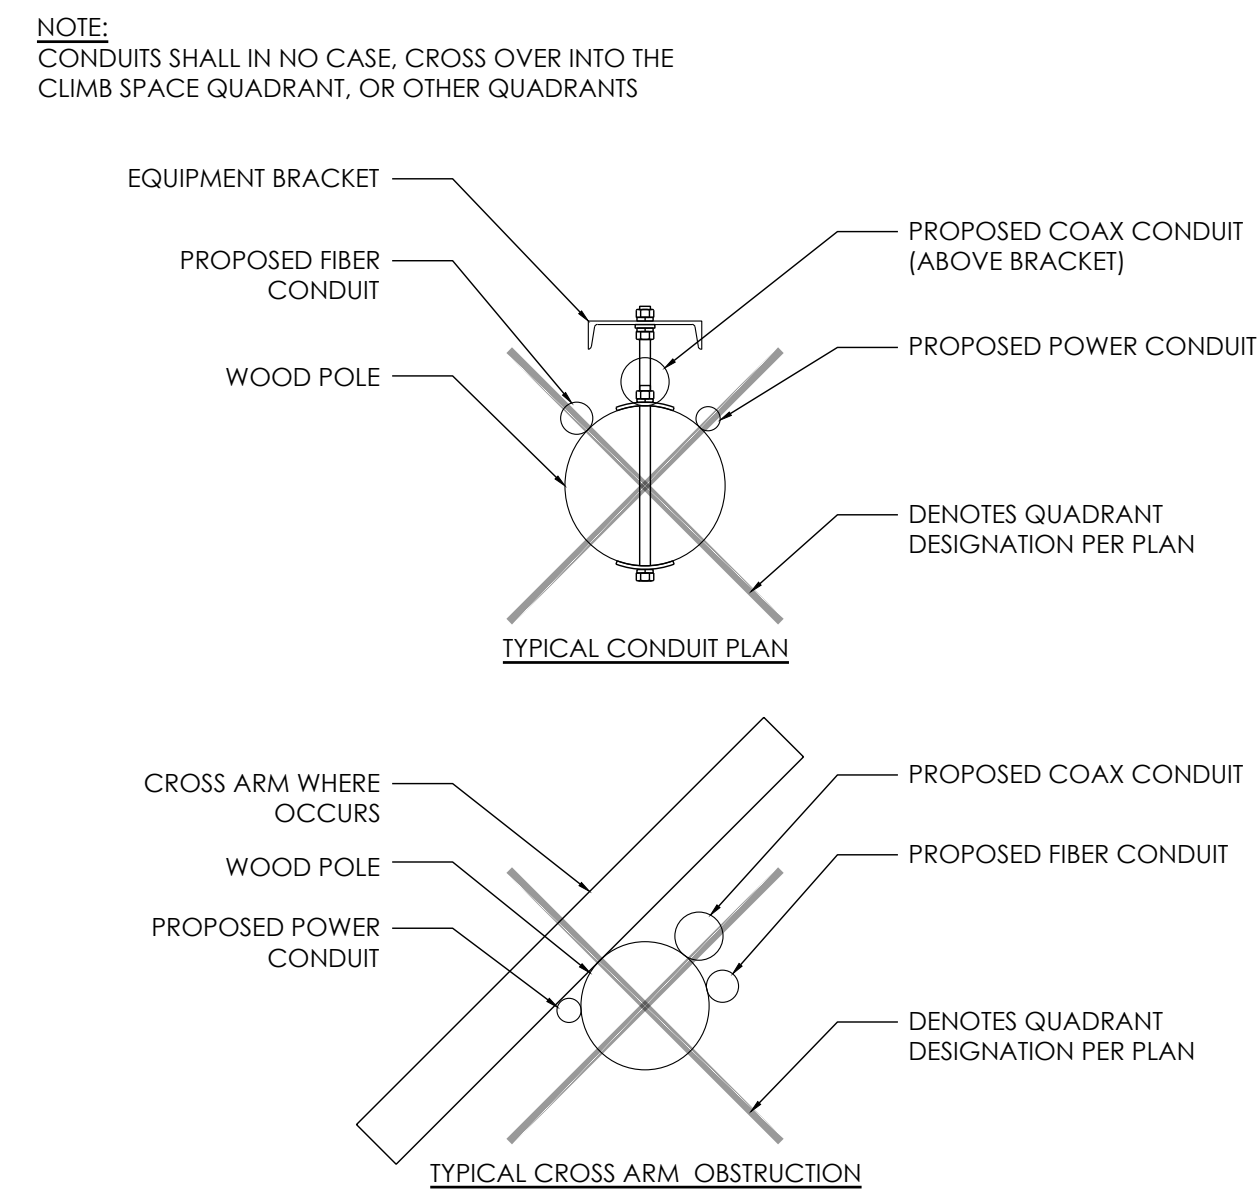 NOTE:
CONDUITS SHALL IN NO CASE, CROSS OVER INTO THE
CLIMB SPACE QUADRANT, OR OTHER QUADRANTS
EQUIPMENT BRACKET
PROPOSED FIBER
CONDUIT
WOOD POLE
PROPOSED COAX CONDUIT
(ABOVE BRACKET)
PROPOSED POWER CONDUIT
DENOTES QUADRANT
DESIGNATION PER PLAN
TYPICAL CONDUIT PLAN
CROSS ARM WHERE
OCCURS
WOOD POLE
PROPOSED POWER
CONDUIT
PROPOSED COAX CONDUIT
PROPOSED FIBER CONDUIT
DENOTES QUADRANT
DESIGNATION PER PLAN
TYPICAL CROSS ARM  OBSTRUCTION